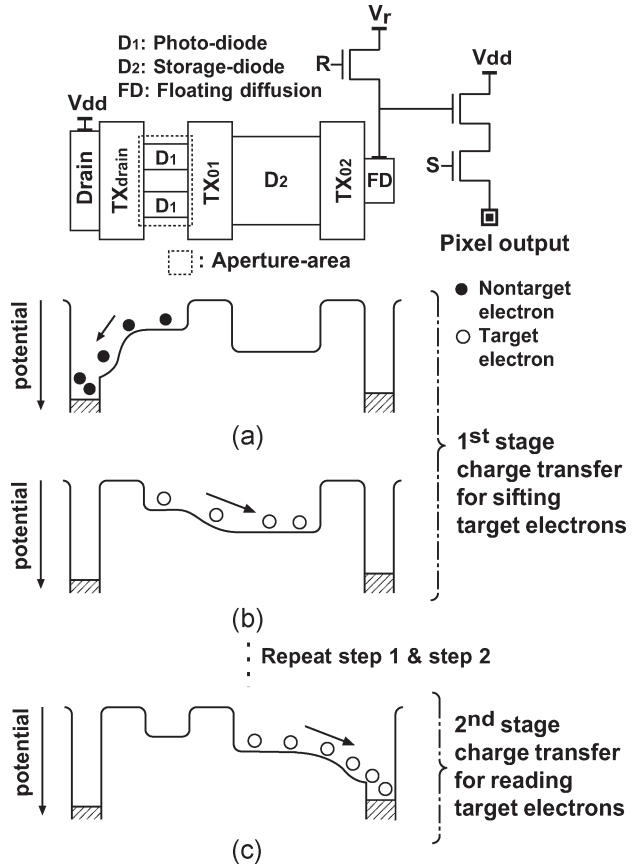 Vr
D1: Photo-diode
D2: Storage-diode
FD: Floating diffusion
R
Vdd
Vdd
Drain
TXdrain
D1
D1
TX01
D2
TX02
FD
S
Pixel output
: Aperture-area
potential
Nontarget
electron
Target
electron
(a)
1st stage
charge transfer
for sifting
target electrons
potential
(b)
Repeat step 1 & step 2
potential
2nd stage
charge transfer
for reading
target electrons
(c)